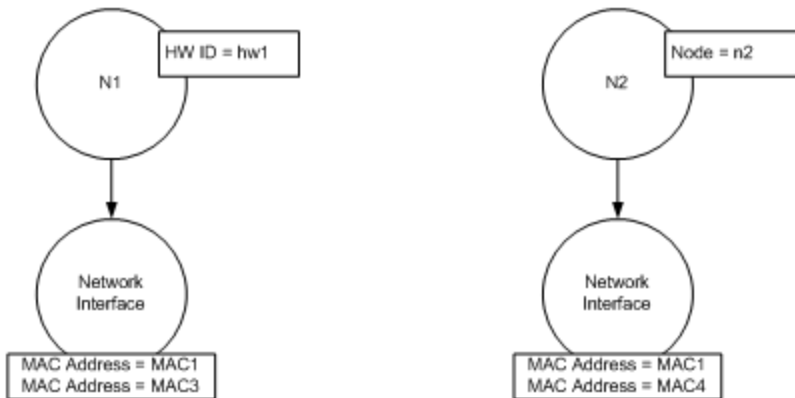 HW ID = hw1
N1
Node = n2
N2
Network
Interface
Network
Interface
MAC Address = MAC1
MAC Address = MAC3
MAC Address = MAC1
MAC Address = MAC4